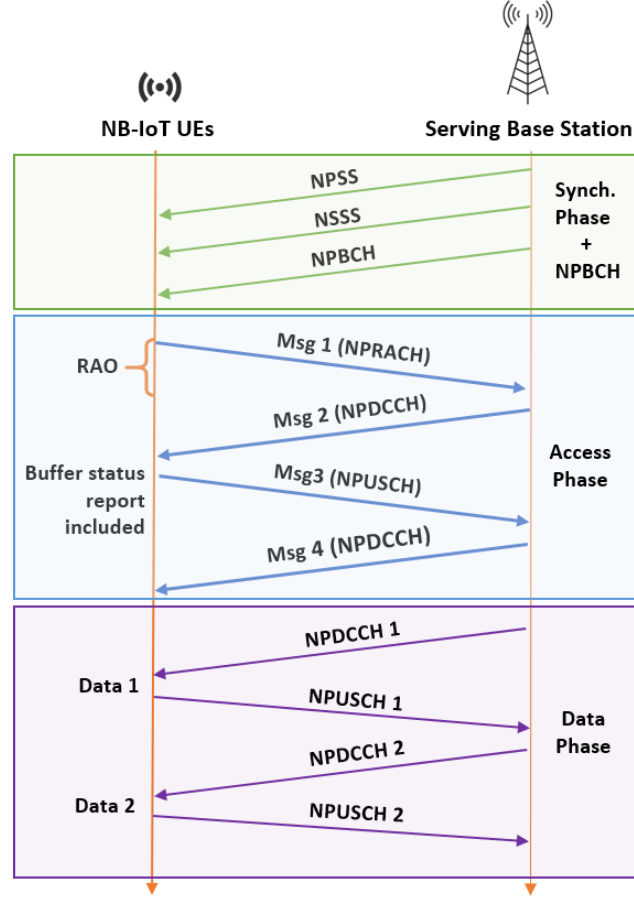 NB-IoT UEs
Serving Base Station
NPSS
NSSS
NPBCH
Synch.
Phase
+
NPBCH
RAO
Msg 1 (NPRACH)
Msg 2 (NPDCCH)
Buffer status
report
included
Msg3 (NPUSCH)
Msg 4 (NPDCCH)
Access
Phase
NPDCCH 1
Data 1
NPUSCH 1
NPDCCH 2
Data 2
NPUSCH 2
Data
Phase